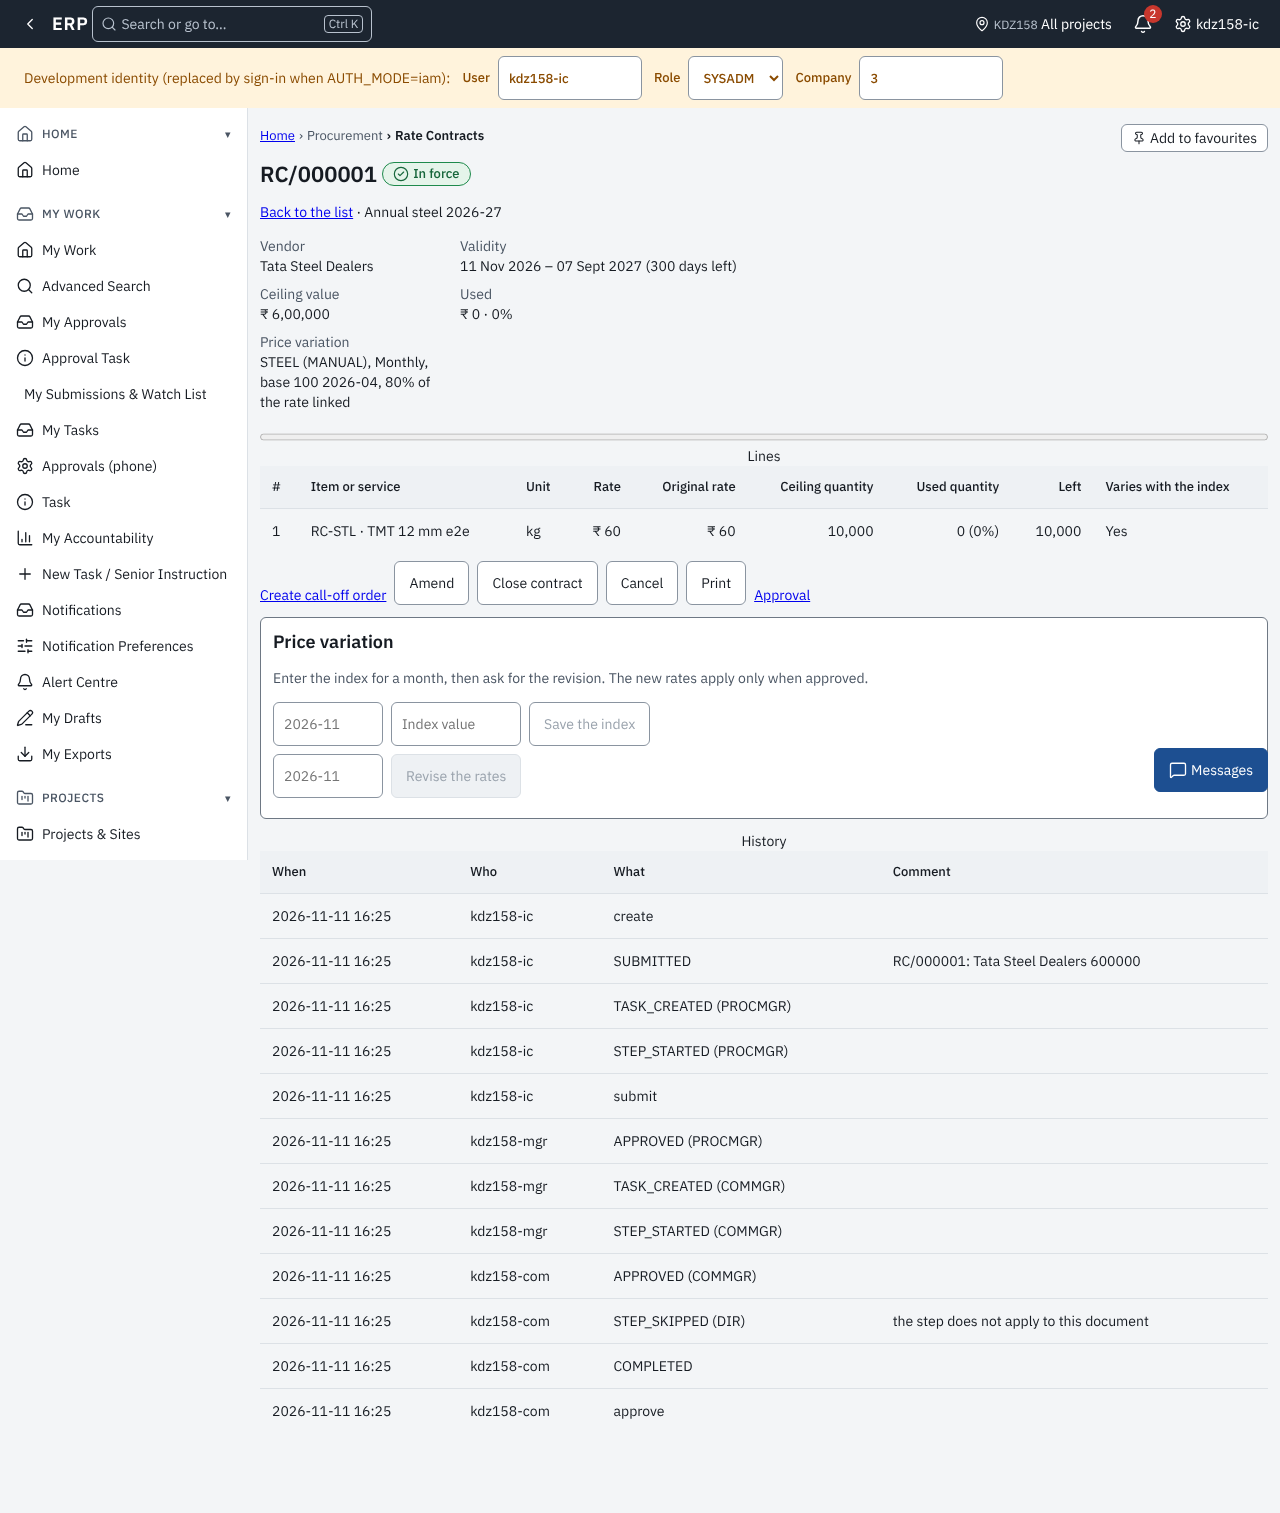 ERP Search or go to... Ctrl K KDZ158 All projects 2 kdz158-ic
Development identity (replaced by sign-in when AUTH_MODE=iam): User kdz158-ic Role SYSADM Company 3
HOME
Home
MY WORK
My Work
Advanced Search
My Approvals
Approval Task
My Submissions & Watch List
My Tasks
Approvals (phone)
Task
My Accountability
New Task / Senior Instruction
Notifications
Notification Preferences
Alert Centre
My Drafts
My Exports
PROJECTS
Projects & Sites
Home › Procurement › Rate Contracts
Add to favourites
RC/000001 In force
Back to the list · Annual steel 2026-27
Vendor Validity
Tata Steel Dealers 11 Nov 2026 – 07 Sept 2027 (300 days left)
Ceiling value Used
₹ 6,00,000 ₹ 0 · 0%
Price variation
STEEL (MANUAL), Monthly,
base 100 2026-04, 80% of
the rate linked
Lines
# Item or service Unit Rate Original rate Ceiling quantity Used quantity Left Varies with the index
1 RC-STL · TMT 12 mm e2e kg ₹ 60 ₹ 60 10,000 0 (0%) 10,000 Yes
Create call-off order Amend Close contract Cancel Print Approval
Price variation
Enter the index for a month, then ask for the revision. The new rates apply only when approved.
2026-11 Index value Save the index
2026-11 Revise the rates
Messages
History
When Who What Comment
2026-11-11 16:25 kdz158-ic create
2026-11-11 16:25 kdz158-ic SUBMITTED RC/000001: Tata Steel Dealers 600000
2026-11-11 16:25 kdz158-ic TASK_CREATED (PROCMGR)
2026-11-11 16:25 kdz158-ic STEP_STARTED (PROCMGR)
2026-11-11 16:25 kdz158-ic submit
2026-11-11 16:25 kdz158-mgr APPROVED (PROCMGR)
2026-11-11 16:25 kdz158-mgr TASK_CREATED (COMMGR)
2026-11-11 16:25 kdz158-mgr STEP_STARTED (COMMGR)
2026-11-11 16:25 kdz158-com APPROVED (COMMGR)
2026-11-11 16:25 kdz158-com STEP_SKIPPED (DIR) the step does not apply to this document
2026-11-11 16:25 kdz158-com COMPLETED
2026-11-11 16:25 kdz158-com approve